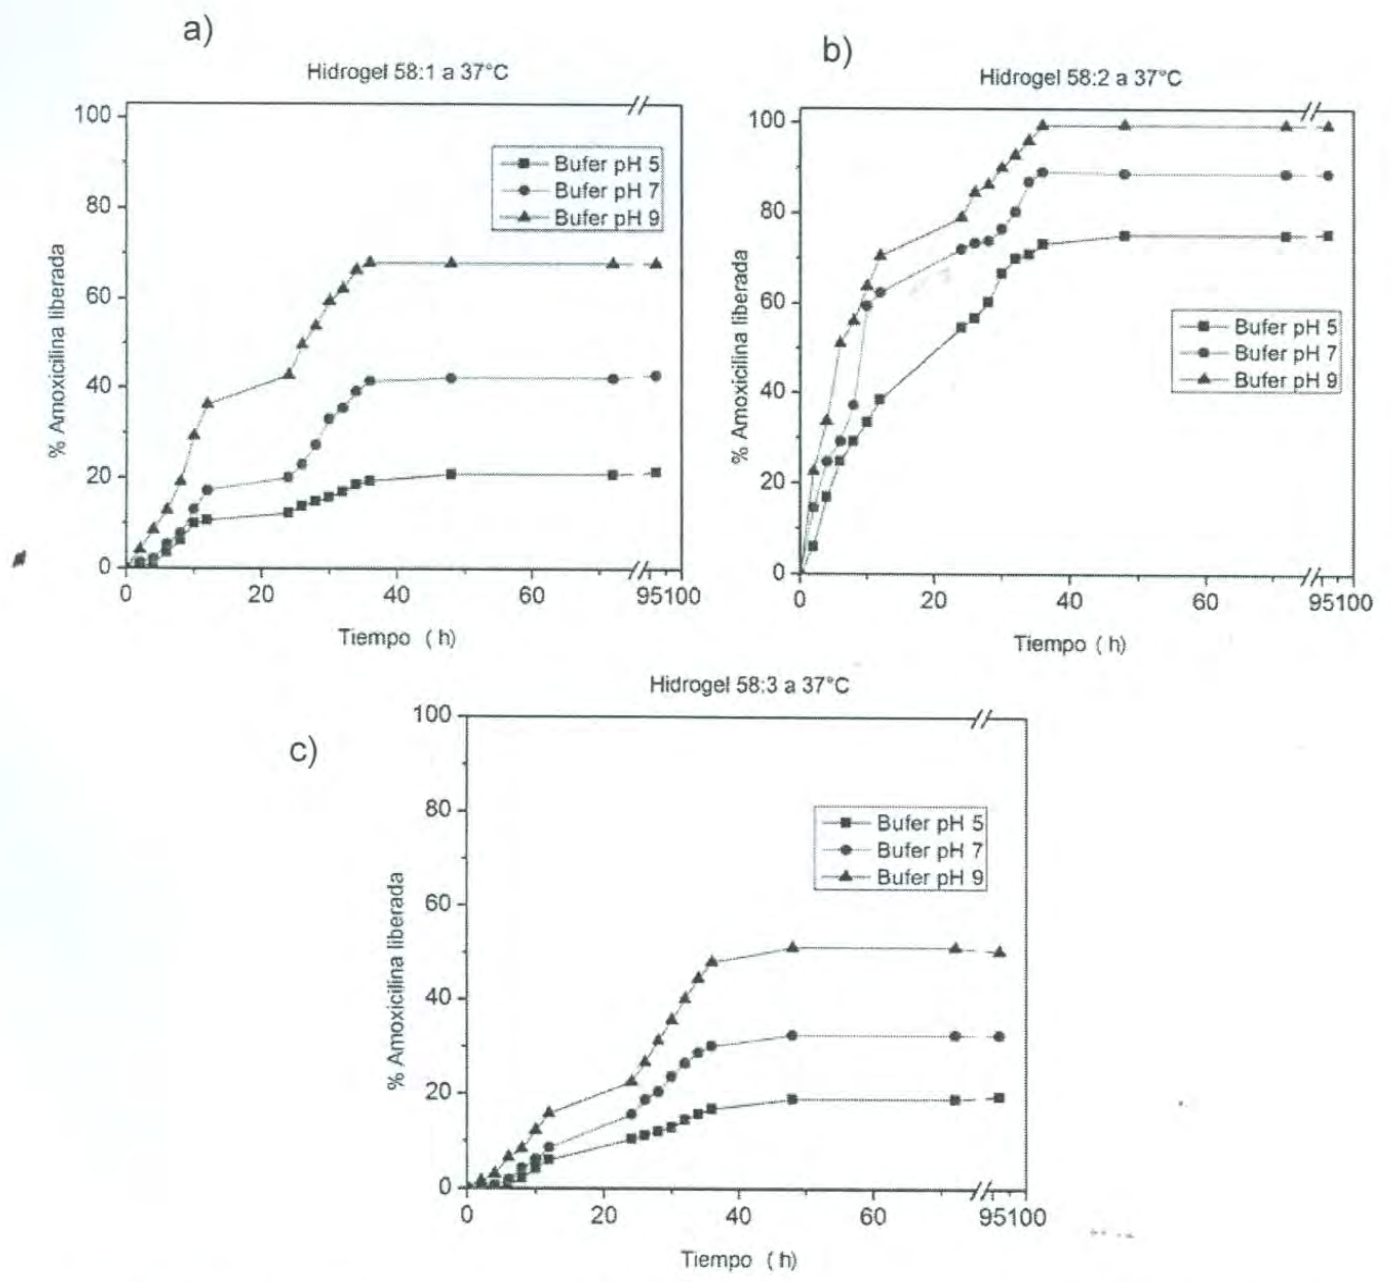 a)
Hidrogel 58:1 a 37°C
% Amoxicilina liberada
100
80
60
40
20
0
Bufer pH 5
Bufer pH 7
Bufer pH 9
0 20 40 60 95100
Tiempo (h)
b)
Hidrogel 58:2 a 37°C
% Amoxicilina liberada
100
80
60
40
20
0
Bufer pH 5
Bufer pH 7
Bufer pH 9
0 20 40 60 95100
Tiempo (h)
c)
Hidrogel 58:3 a 37°C
% Amoxicilina liberada
100
80
60
40
20
0
Bufer pH 5
Bufer pH 7
Bufer pH 9
0 20 40 60 95100
Tiempo (h)